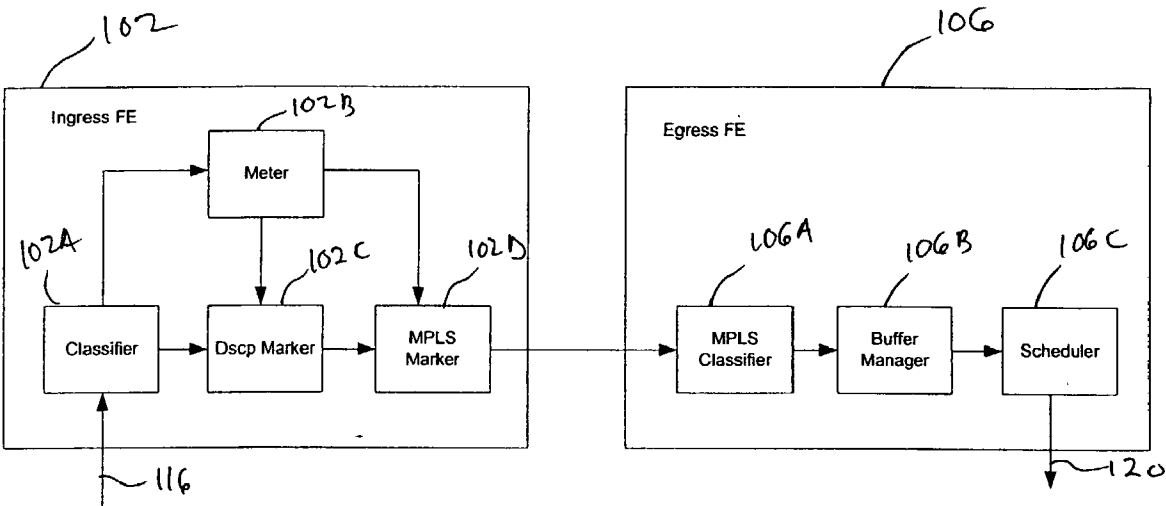 102
106
Ingress FE
102B
Egress FE
Meter
102A
102C
102D
106A
106B
106C
Classifier
Dscp Marker
MPLS
Marker
MPLS
Classifier
Buffer
Manager
Scheduler
116
120